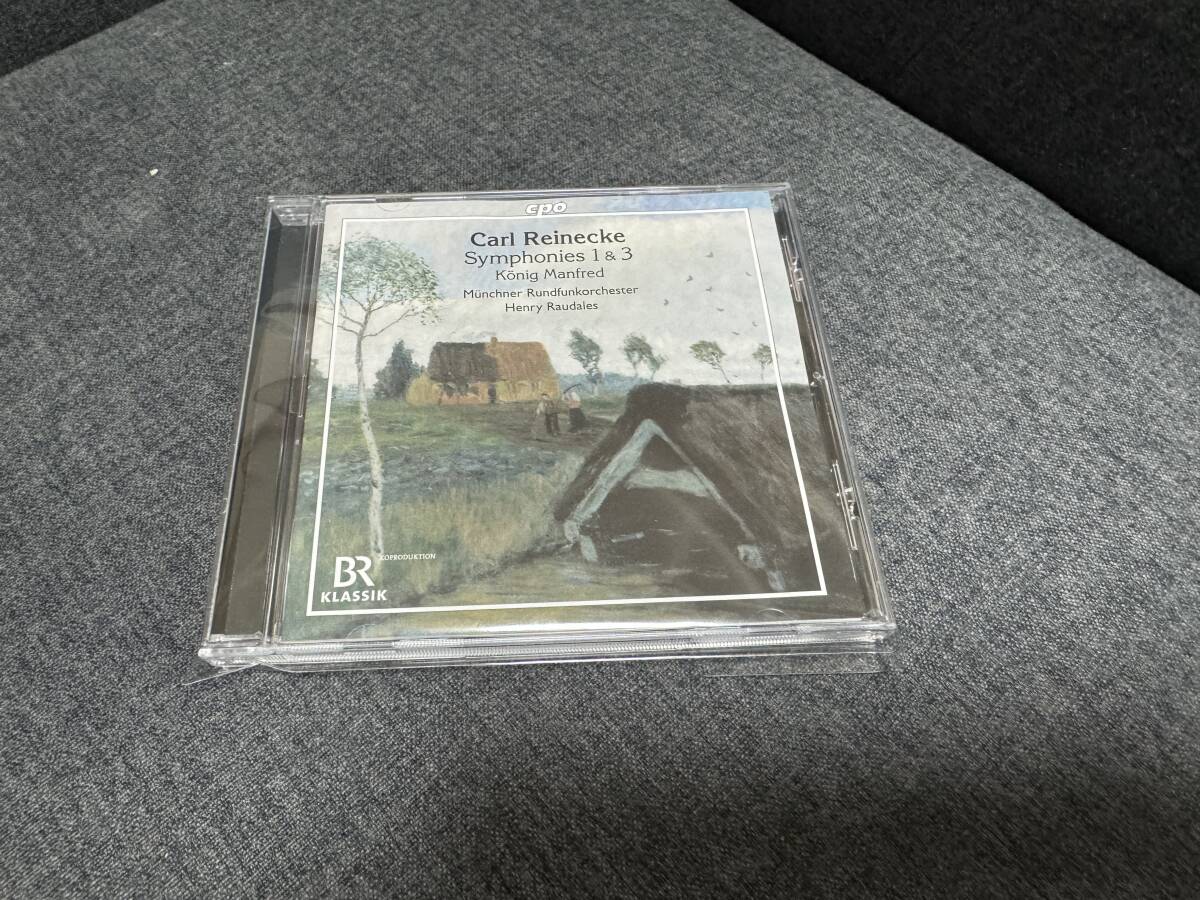 cpo
Carl Reinecke
Symphonies 1 & 3
König Manfred
Münchner Rundfunkorchester
Henry Raudales
BR KOPRODUKTION
KLASSIK